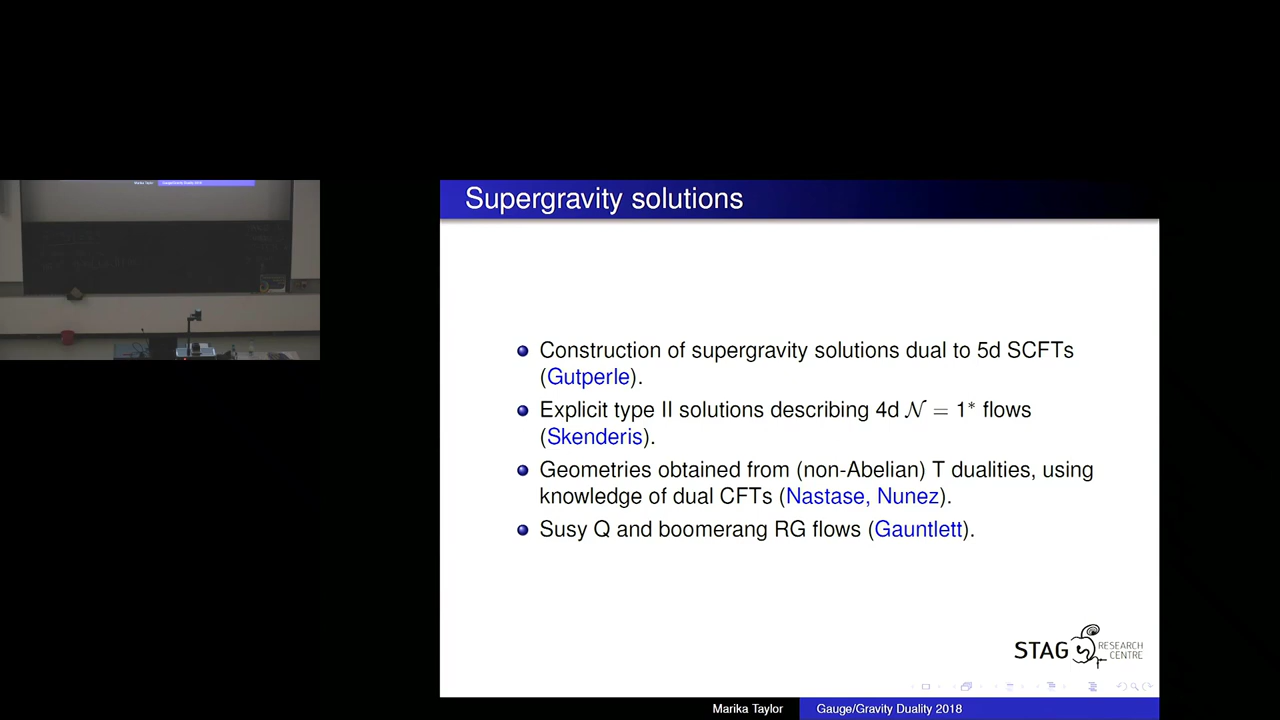 Supergravity solutions
Construction of supergravity solutions dual to 5d SCFTs
(Gutperle).
Explicit type II solutions describing 4d 𝒩 = 1* flows
(Skenderis).
Geometries obtained from (non-Abelian) T dualities, using
knowledge of dual CFTs (Nastase, Nunez).
Susy Q and boomerang RG flows (Gauntlett).
STAG RESEARCH
CENTRE
Marika Taylor Gauge/Gravity Duality 2018